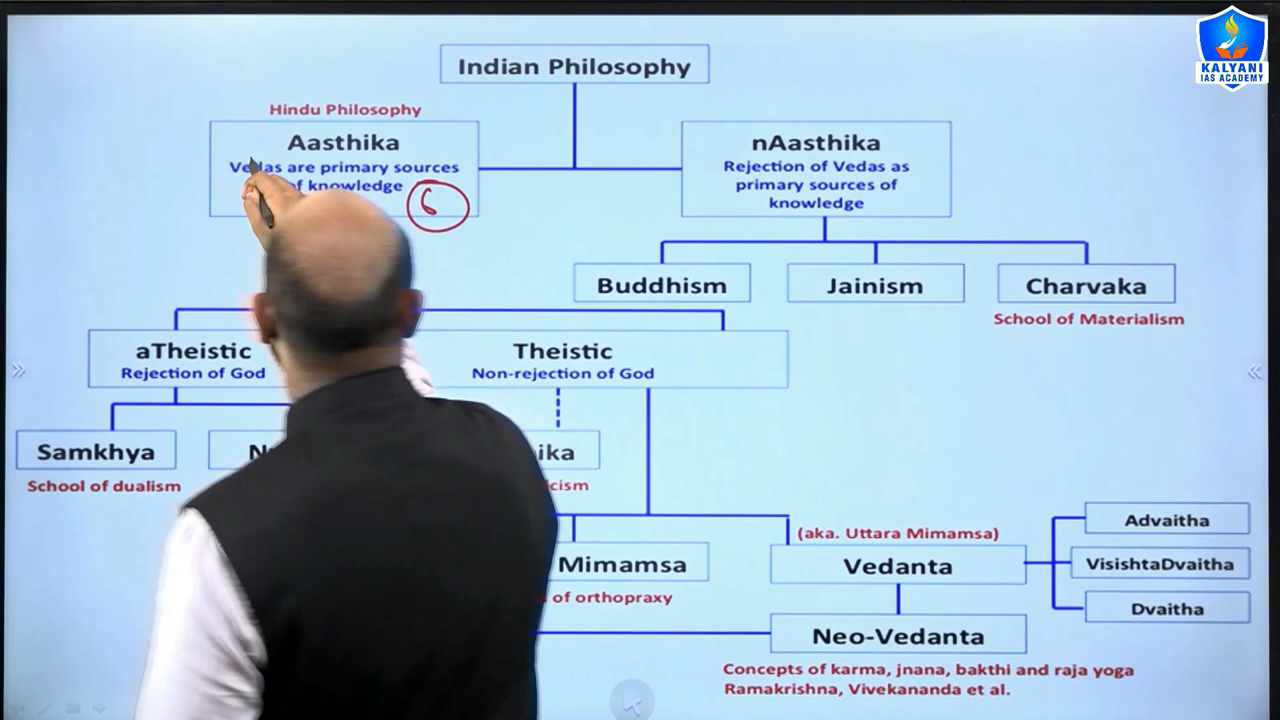 KALYANI
IAS ACADEMY
Indian Philosophy
Hindu Philosophy
Aasthika
Vedas are primary sources
of knowledge
6
nAasthika
Rejection of Vedas as
primary sources of
knowledge
Buddhism
Jainism
Charvaka
School of Materialism
aTheistic
Rejection of God
Theistic
Non-rejection of God
Samkhya
School of dualism
(aka. Uttara Mimamsa)
Mimamsa
of orthopraxy
Vedanta
Advaitha
VisishtaDvaitha
Dvaitha
Neo-Vedanta
Concepts of karma, jnana, bakthi and raja yoga
Ramakrishna, Vivekananda et al.